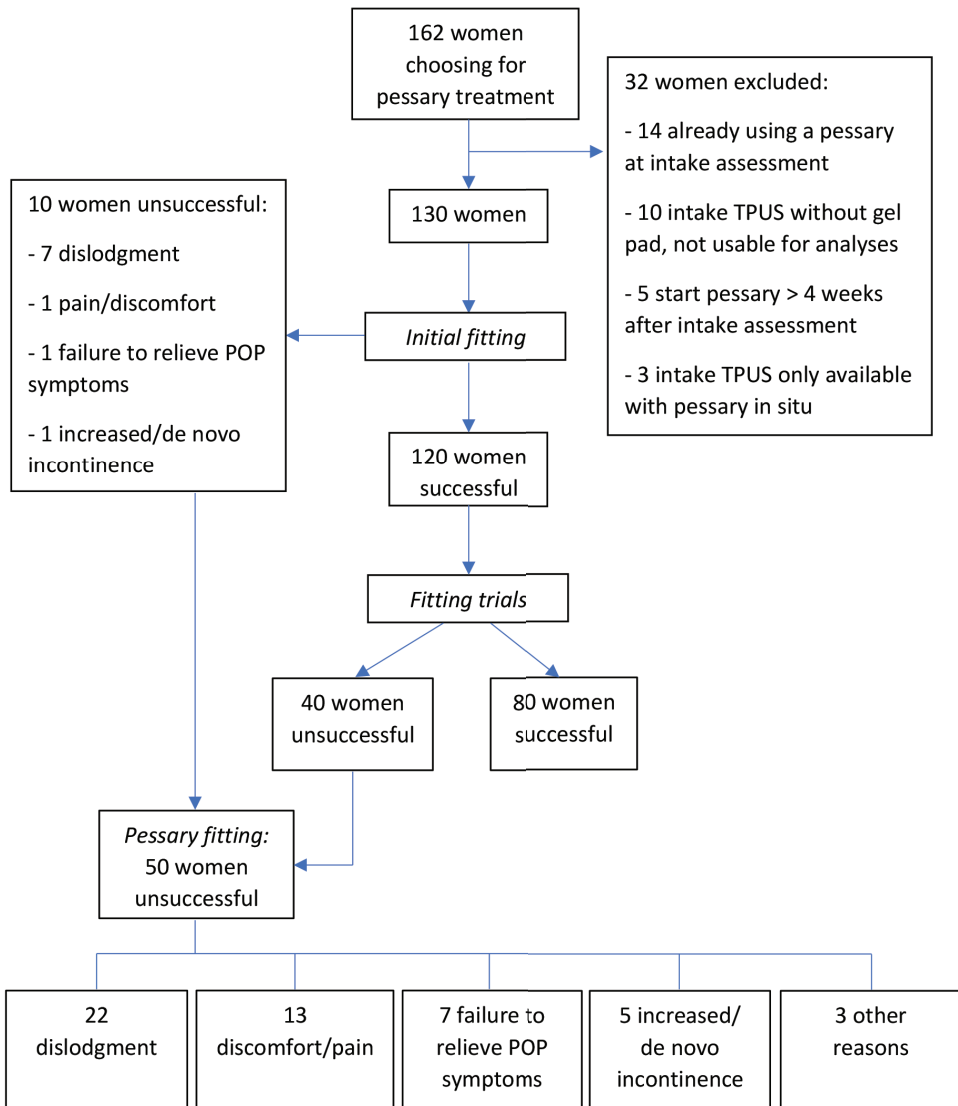 162 women
choosing for
pessary treatment
32 women excluded:
- 14 already using a pessary
at intake assessment
- 10 intake TPUS without gel
pad, not usable for analyses
- 5 start pessary > 4 weeks
after intake assessment
- 3 intake TPUS only available
with pessary in situ
130 women
10 women unsuccessful:
- 7 dislodgment
- 1 pain/discomfort
- 1 failure to relieve POP
symptoms
- 1 increased/de novo
incontinence
Initial fitting
120 women
successful
Fitting trials
40 women
unsuccessful
80 women
successful
Pessary fitting:
50 women
unsuccessful
22
dislodgment
13
discomfort/pain
7 failure to
relieve POP
symptoms
5 increased/
de novo
incontinence
3 other
reasons